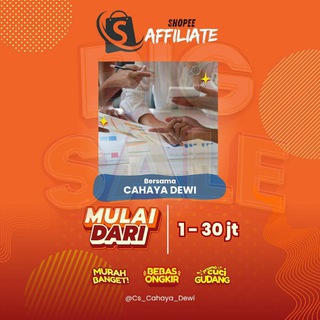 SHOPEE
AFFILIATE
BIG
SALE
Bersama
CAHAYA DEWI
MULAI
DARI
1 – 30 jt
MURAH
BANGET!
BEBAS
ONGKIR
cuci
GUDANG
@Cs_Cahaya_Dewi